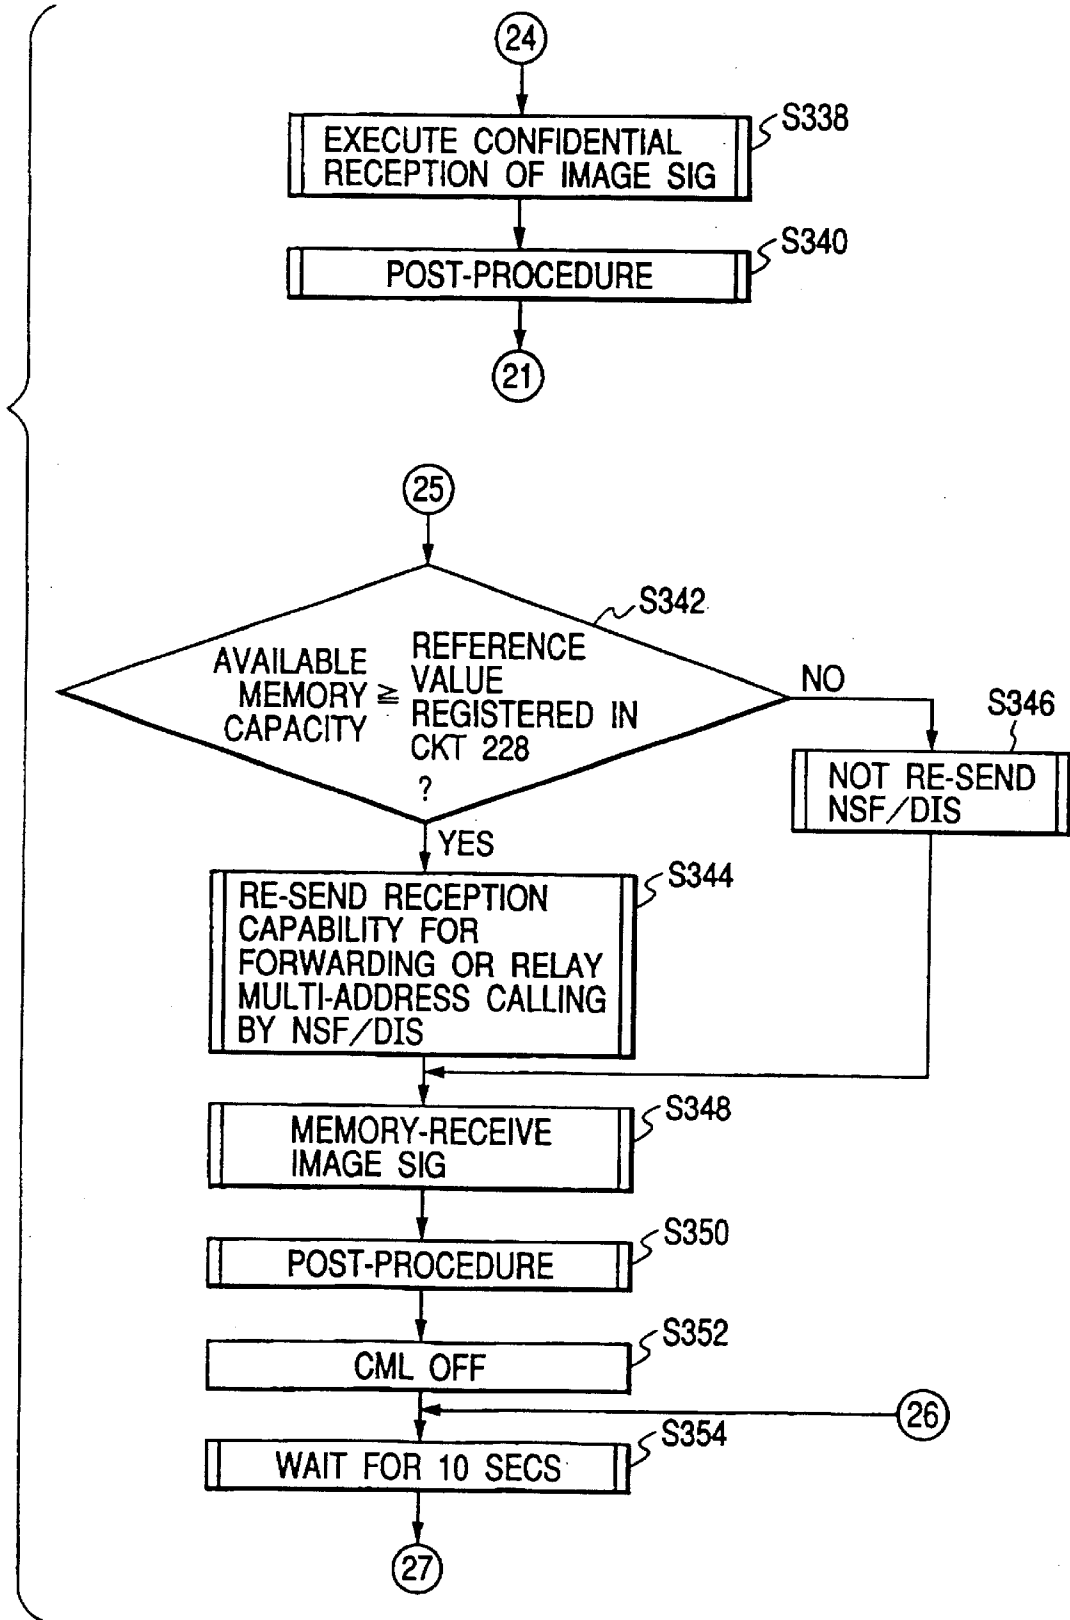 24
EXECUTE CONFIDENTIAL
RECEPTION OF IMAGE SIG
S338
POST-PROCEDURE
S340
21
25
S342
AVAILABLE
MEMORY
CAPACITY
≧
REFERENCE
VALUE
REGISTERED IN
CKT 228
?
NO
S346
NOT RE-SEND
NSF/DIS
YES
S344
RE-SEND RECEPTION
CAPABILITY FOR
FORWARDING OR RELAY
MULTI-ADDRESS CALLING
BY NSF/DIS
S348
MEMORY-RECEIVE
IMAGE SIG
S350
POST-PROCEDURE
S352
CML OFF
26
S354
WAIT FOR 10 SECS
27